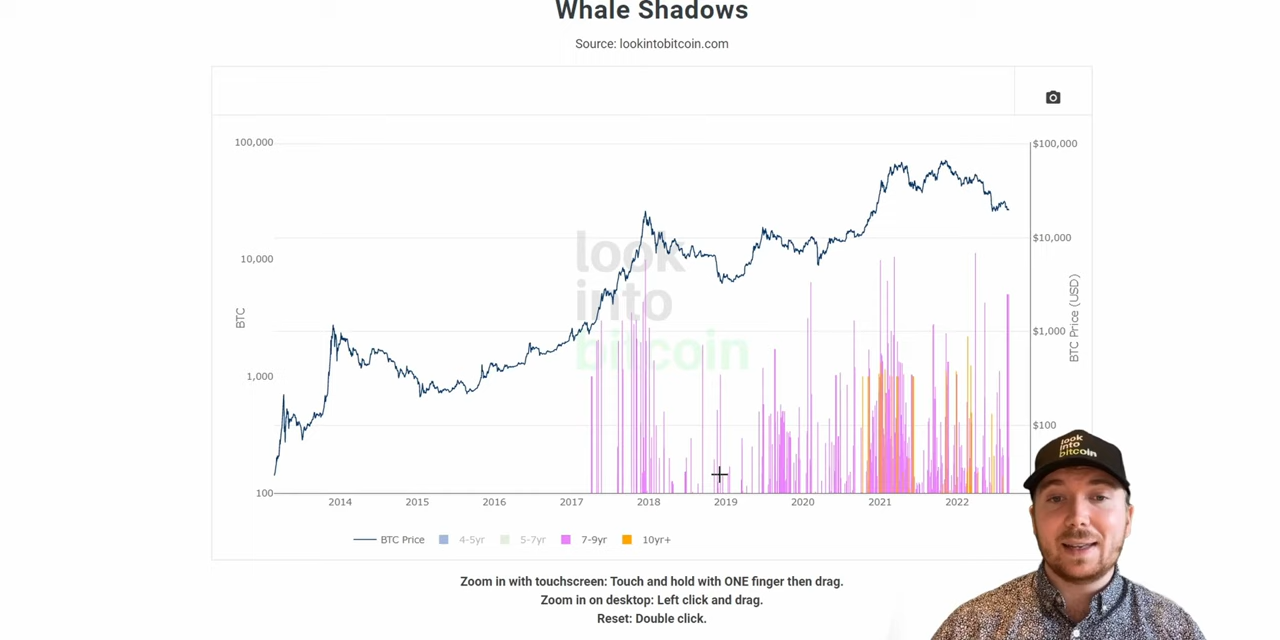 Whale Shadows
Source: lookintobitcoin.com
100,000
$100,000
look
into
bitcoin
10,000
$10,000
BTC
BTC Price (USD)
$1,000
1,000
$100
100
2014 2015 2016 2017 2018 2019 2020 2021 2022
BTC Price 4-5yr 5-7yr 7-9yr 10yr+
Zoom in with touchscreen: Touch and hold with ONE finger then drag.
Zoom in on desktop: Left click and drag.
Reset: Double click.
look
into
bitcoin